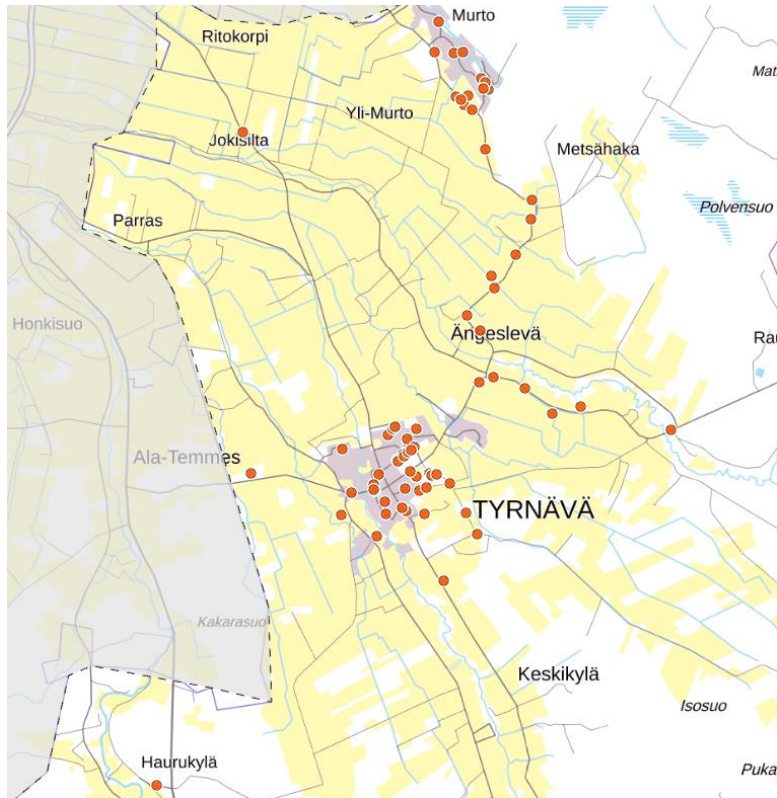 Murto
Ritokorpi
Mat
Yli-Murto
Jokisilta
Metsähaka
Polvensuo
Parras
Honkisuo
Ängeslevä
Rau
Ala-Temmes
TYRNÄVÄ
Kakarasuo
Keskikylä
Isosuo
Haurukylä
Puka